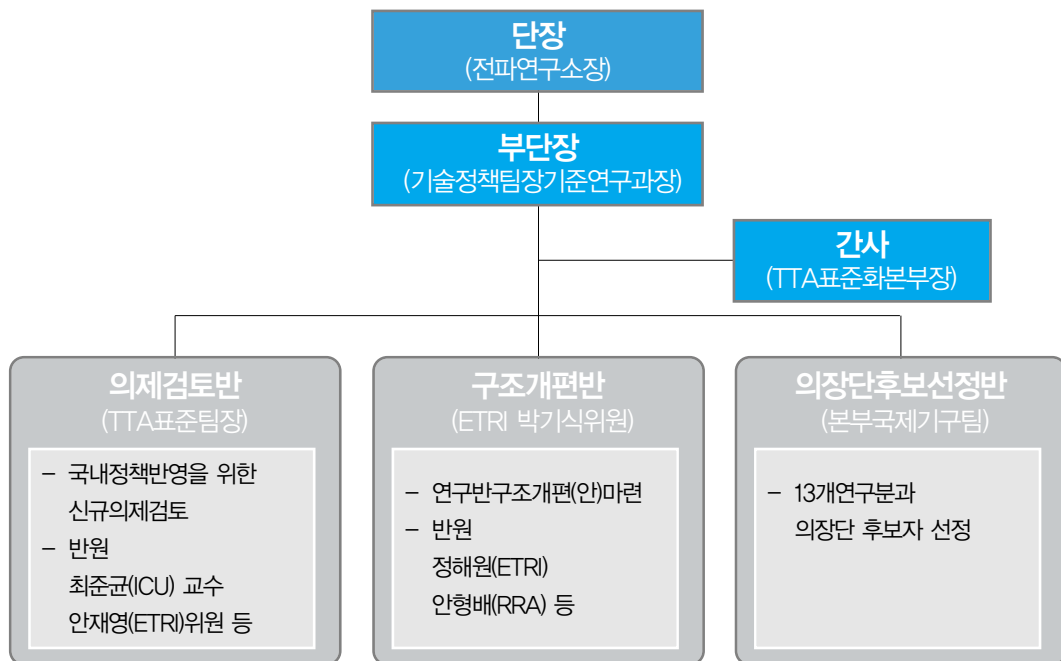 단장
(전파연구소장)
부단장
(기술정책팀장기준연구과장)
간사
(TTA표준화본부장)
의제검토반
(TTA표준팀장)
– 국내정책반영을 위한
신규의제검토
– 반원
최준균(ICU) 교수
안재영(ETRI)위원 등
구조개편반
(ETRI 박기식위원)
– 연구반구조개편(안)마련
– 반원
정해원(ETRI)
안형배(RRA) 등
의장단후보선정반
(본부국제기구팀)
– 13개연구분과
의장단 후보자 선정